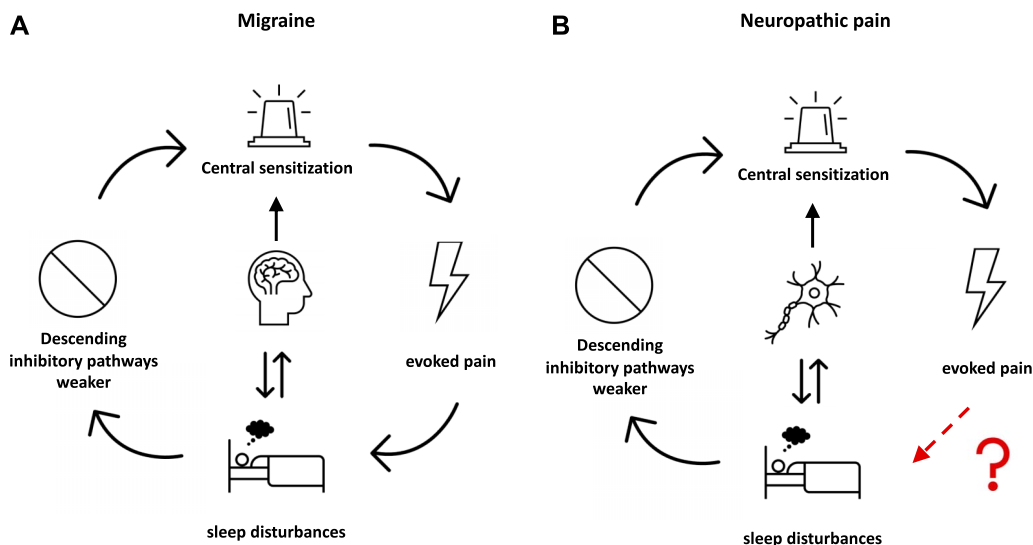 A
Migraine
Central sensitization
Descending
inhibitory pathways
weaker
evoked pain
sleep disturbances
B
Neuropathic pain
Central sensitization
Descending
inhibitory pathways
weaker
evoked pain
?
sleep disturbances